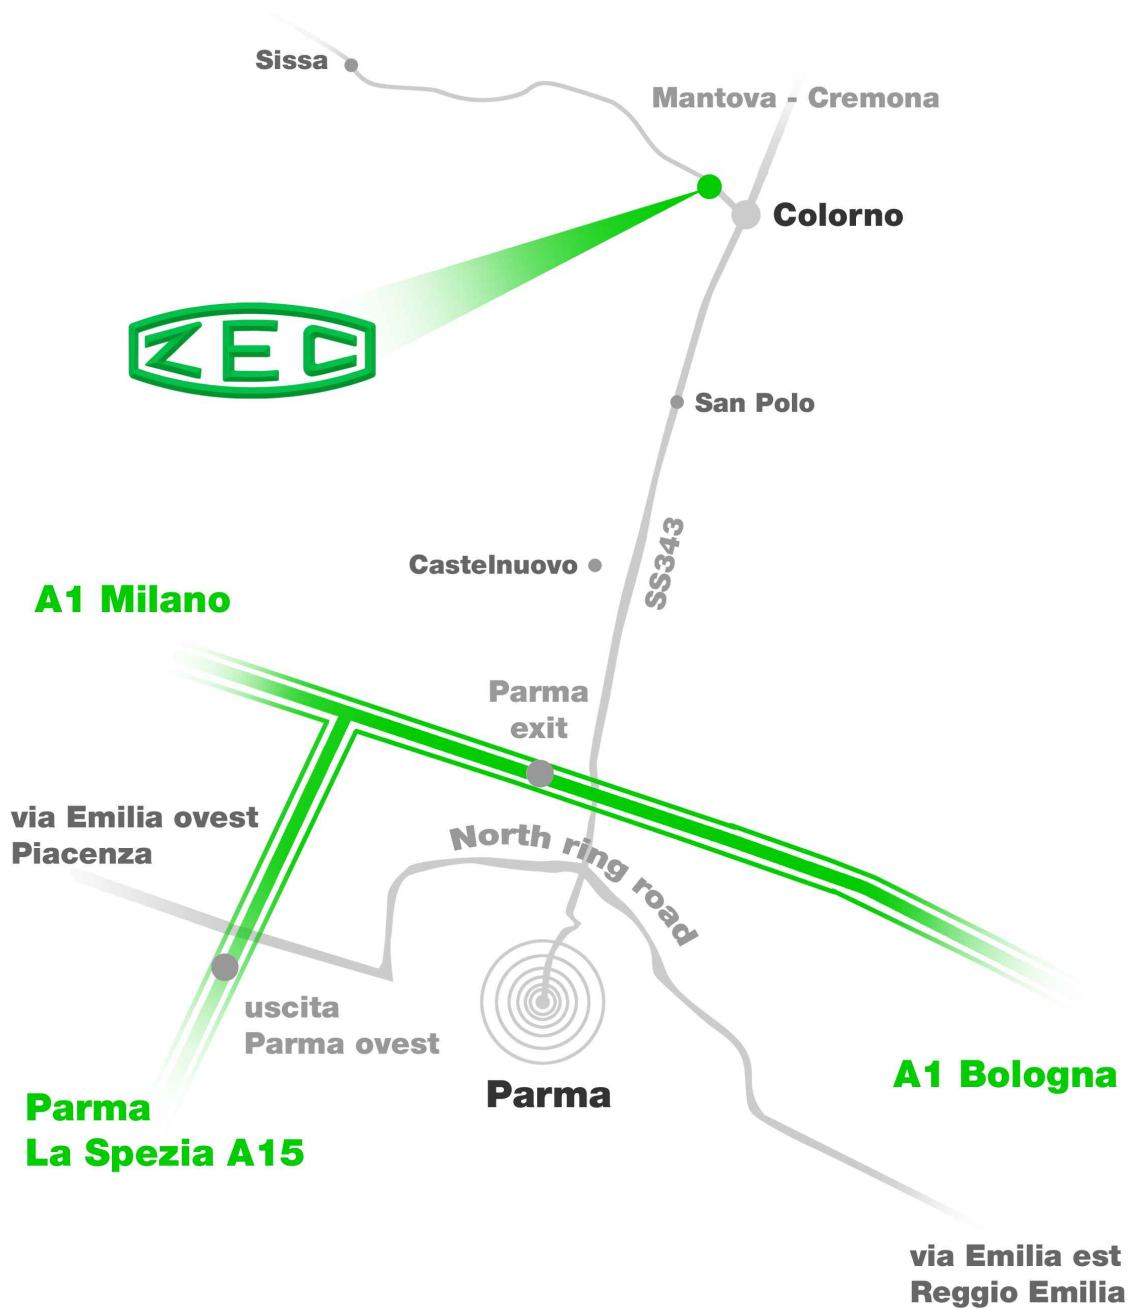 Sissa
Mantova - Cremona
Colorno
ZEC
San Polo
SS343
Castelnuovo
A1 Milano
Parma
exit
via Emilia ovest
Piacenza
North ring road
uscita
Parma ovest
Parma
A1 Bologna
Parma
La Spezia A15
via Emilia est
Reggio Emilia